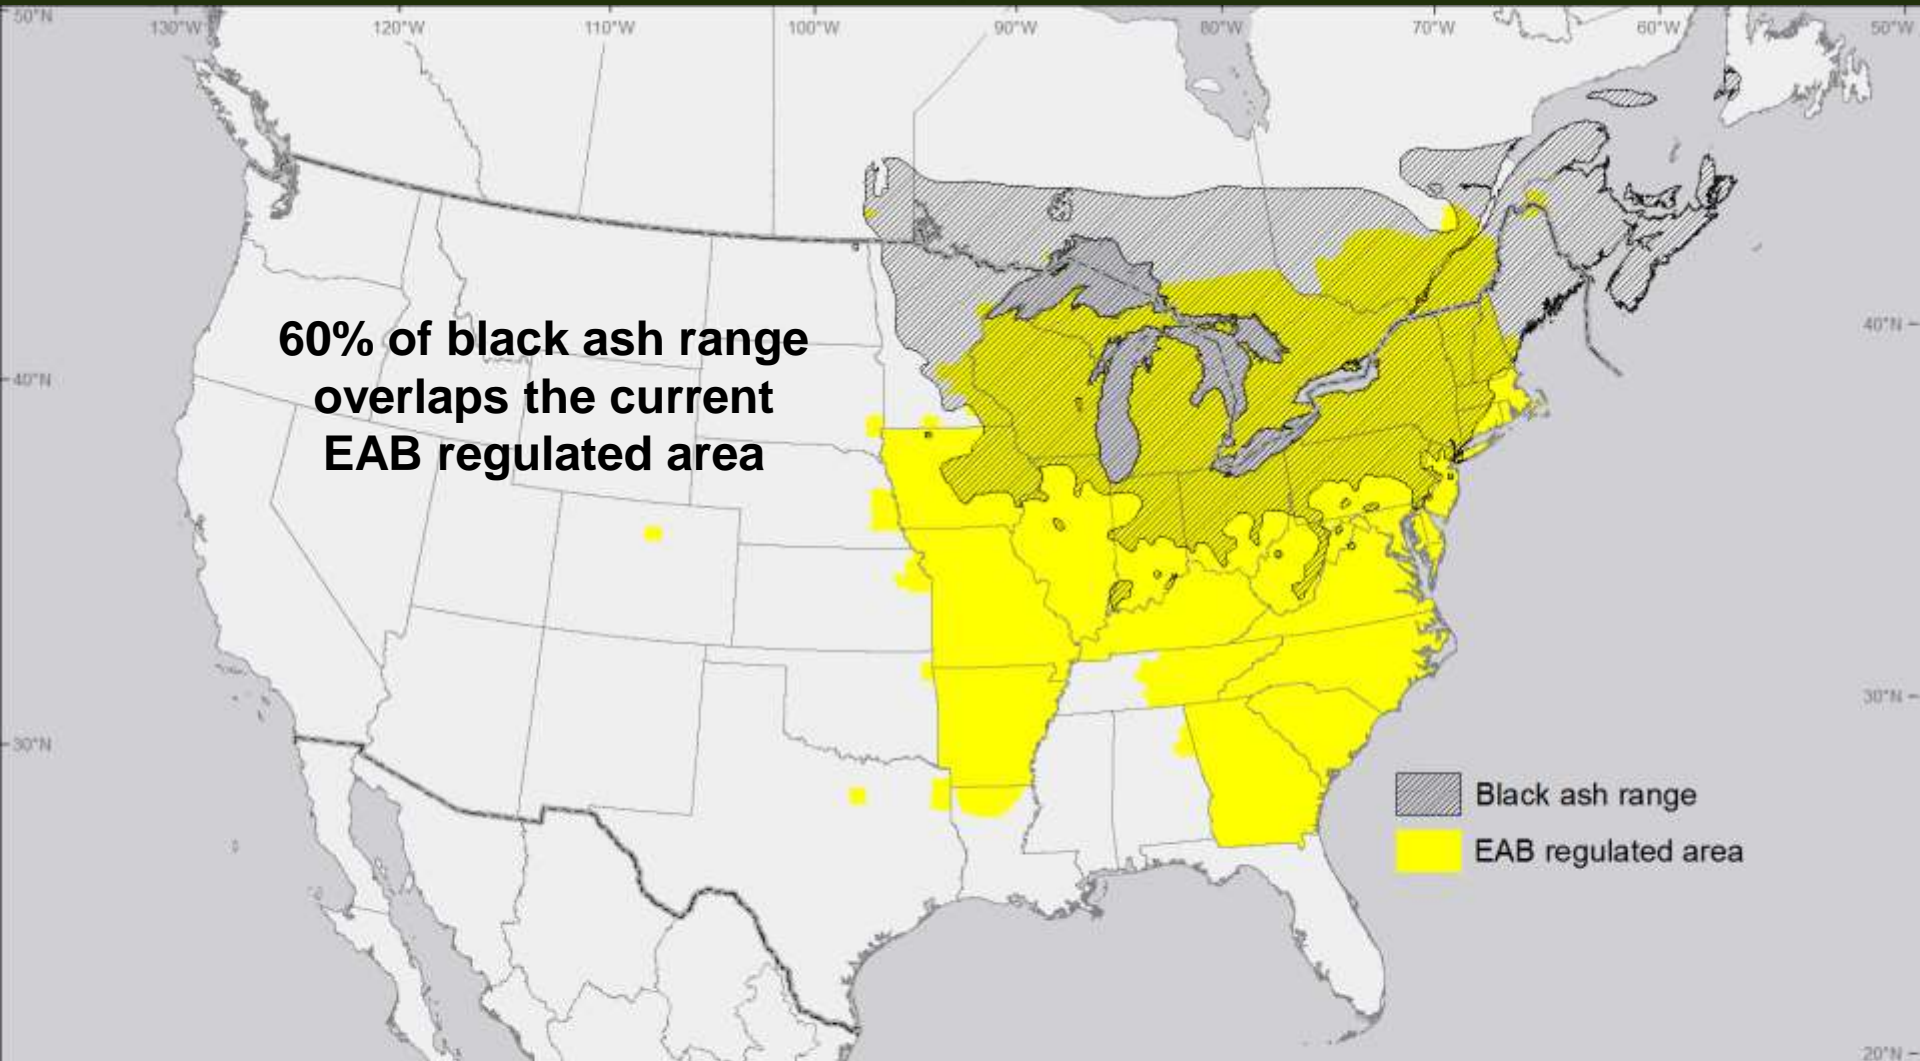 50°N
130°W 120°W 110°W 100°W 90°W 80°W 70°W 60°W 50°W
60% of black ash range
overlaps the current
EAB regulated area
40°N
40°N
30°N
30°N
Black ash range
EAB regulated area
20°N